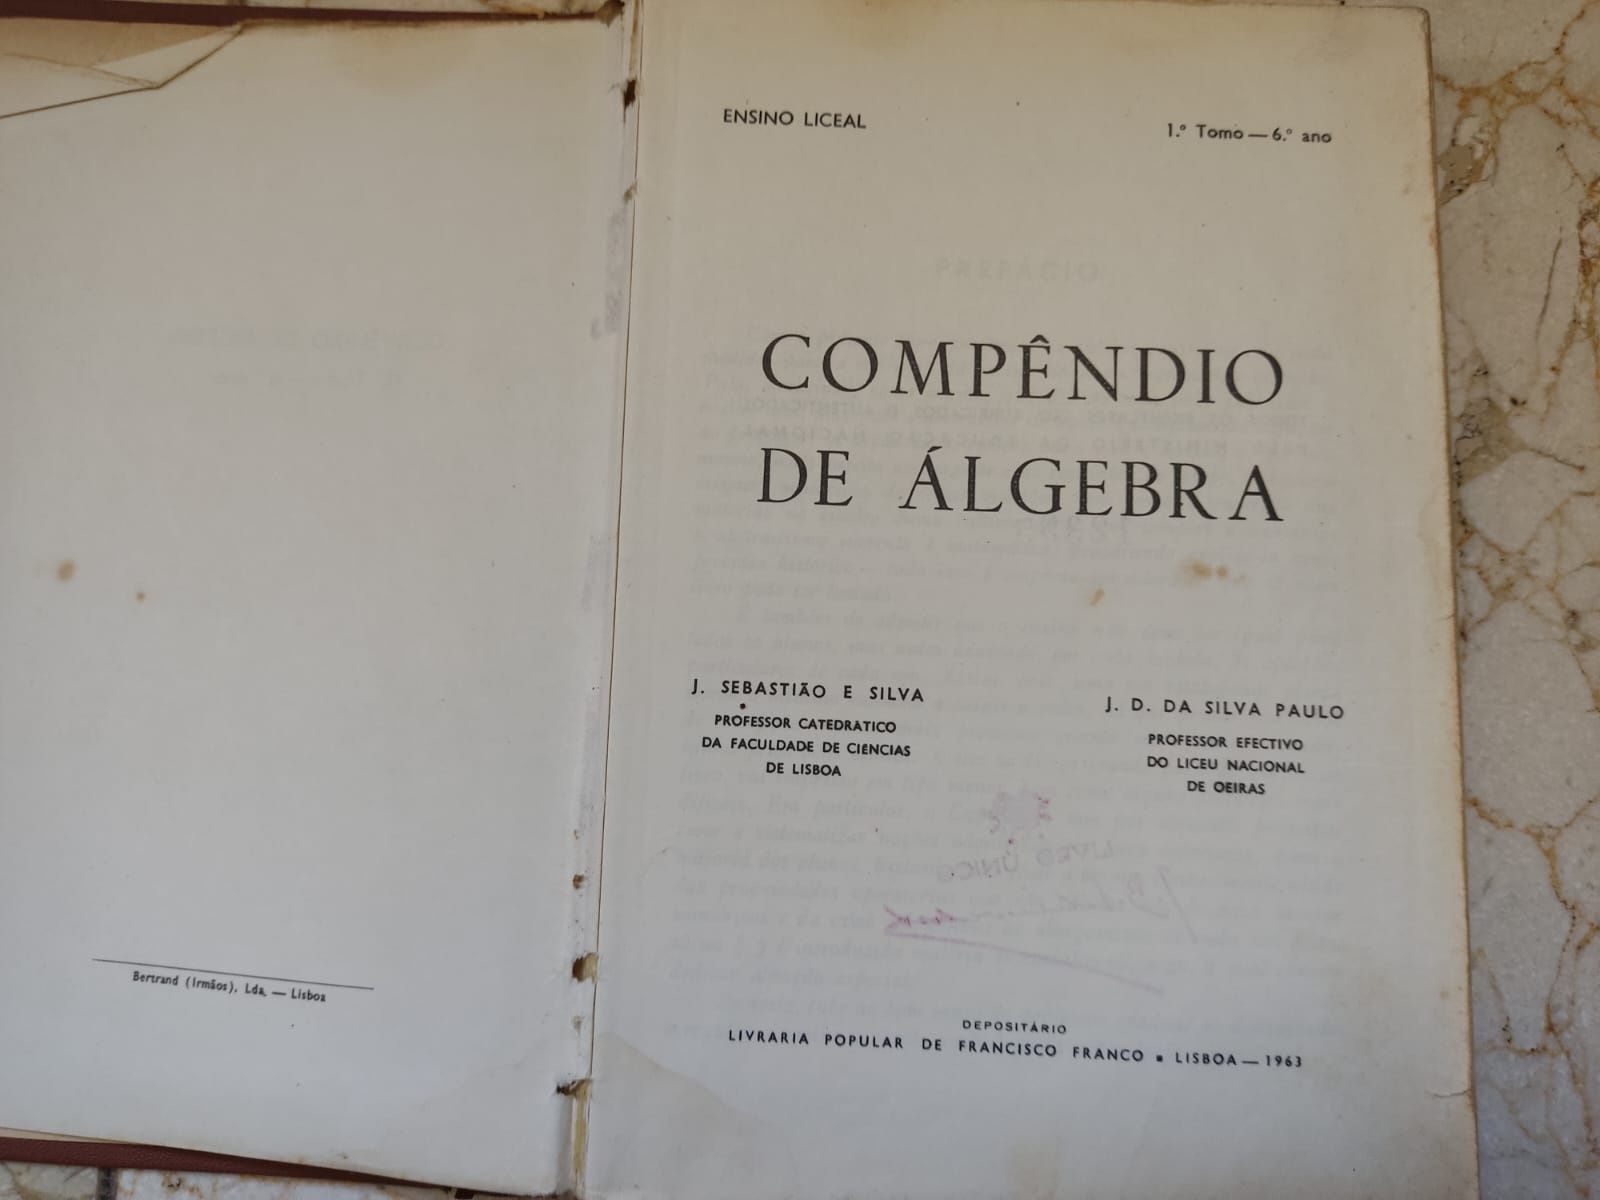 Bertrand (Irmãos), Lda, — Lisboa
ENSINO LICEAL
1.º Tomo — 6.º ano
COMPÊNDIO
DE ÁLGEBRA
J. SEBASTIÃO E SILVA
PROFESSOR CATEDRATICO
DA FACULDADE DE CIENCIAS
DE LISBOA
J. D. DA SILVA PAULO
PROFESSOR EFECTIVO
DO LICEU NACIONAL
DE OEIRAS
LIVRO ÚNICO
DEPOSITÁRIO
LIVRARIA POPULAR DE FRANCISCO FRANCO ▪ LISBOA — 1963